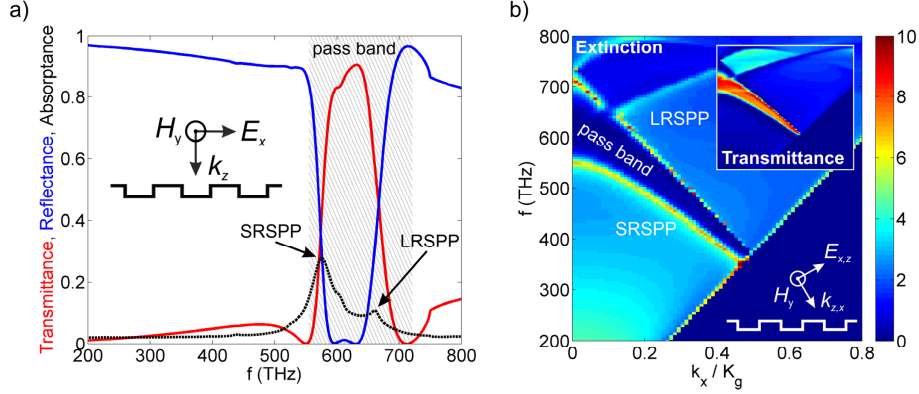 a)
Transmittance, Reflectance, Absorptance
1
0.8
0.6
0.4
0.2
0
pass band
H_y
E_x
k_z
SRSPP
LRSPP
200 300 400 500 600 700 800
f (THz)
b)
f (THz)
800
700
600
500
400
300
200
Extinction
LRSPP
pass band
SRSPP
Transmittance
E_x,z
H_y
k_z,x
0 0.2 0.4 0.6 0.8
k_x / K_g
10
8
6
4
2
0